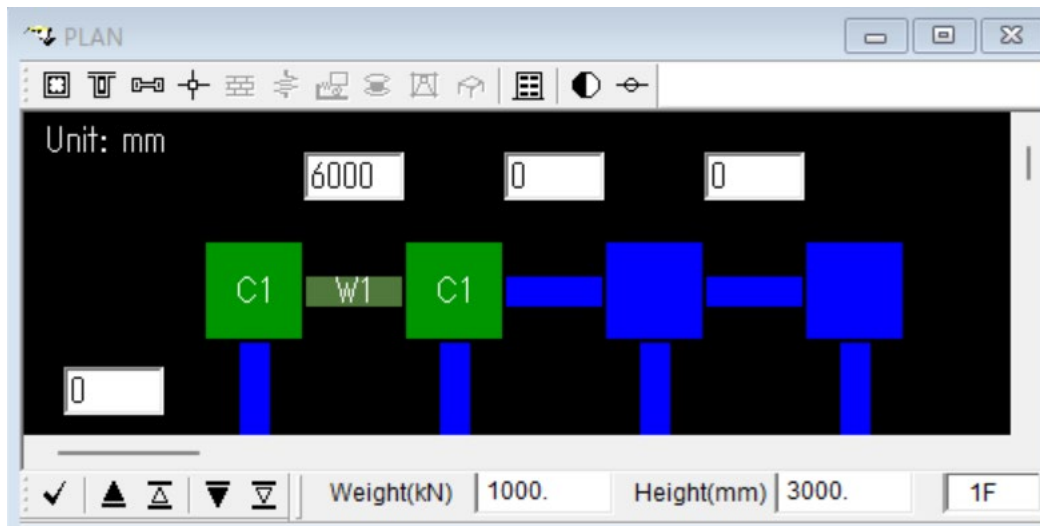 PLAN
Unit: mm
6000 0 0
C1 W1 C1
0
Weight(kN) 1000. Height(mm) 3000. 1F